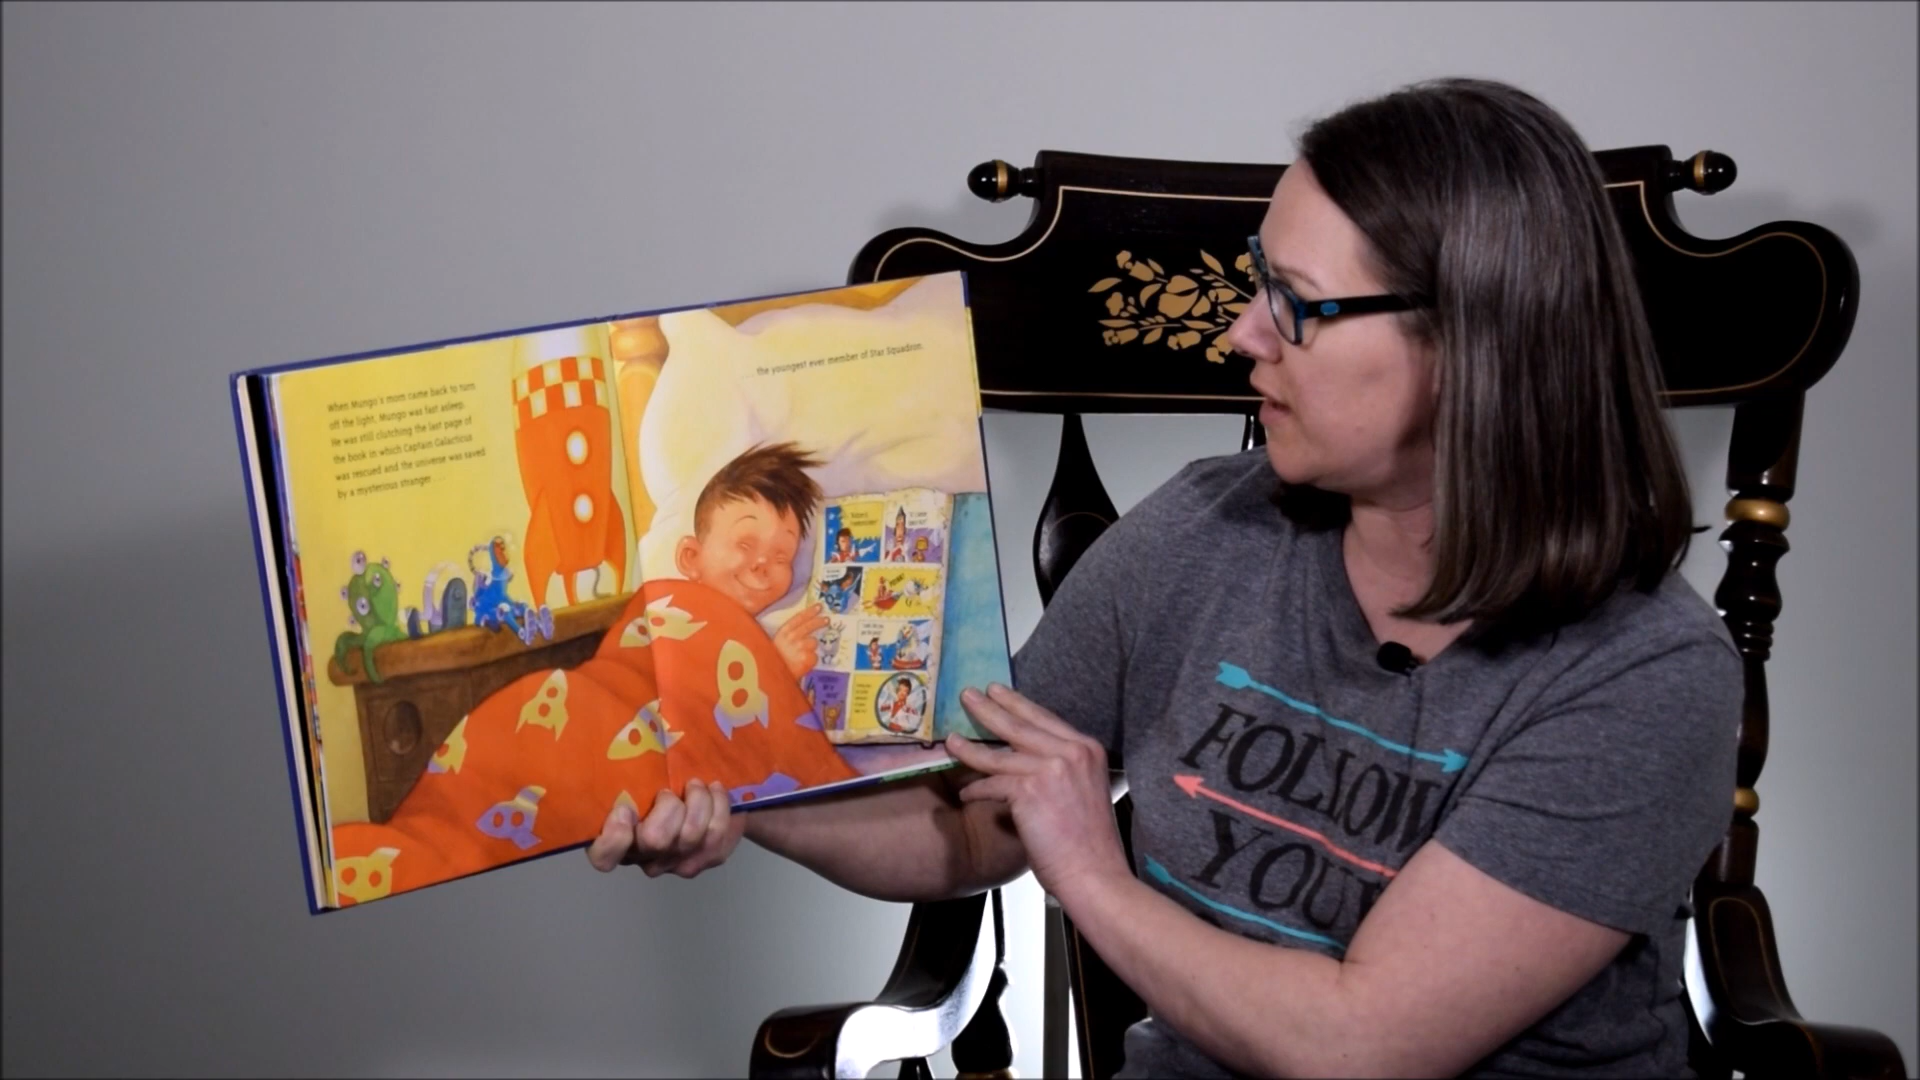 When Mungo's mom came back to turn
off the light, Mungo was fast asleep.
He was still clutching the last page of
the book in which Captain Galacticus
was rescued and the universe was saved
by a mysterious stranger . . .
. . . the youngest ever member of Star Squadron.
FOLLOW
YOUR